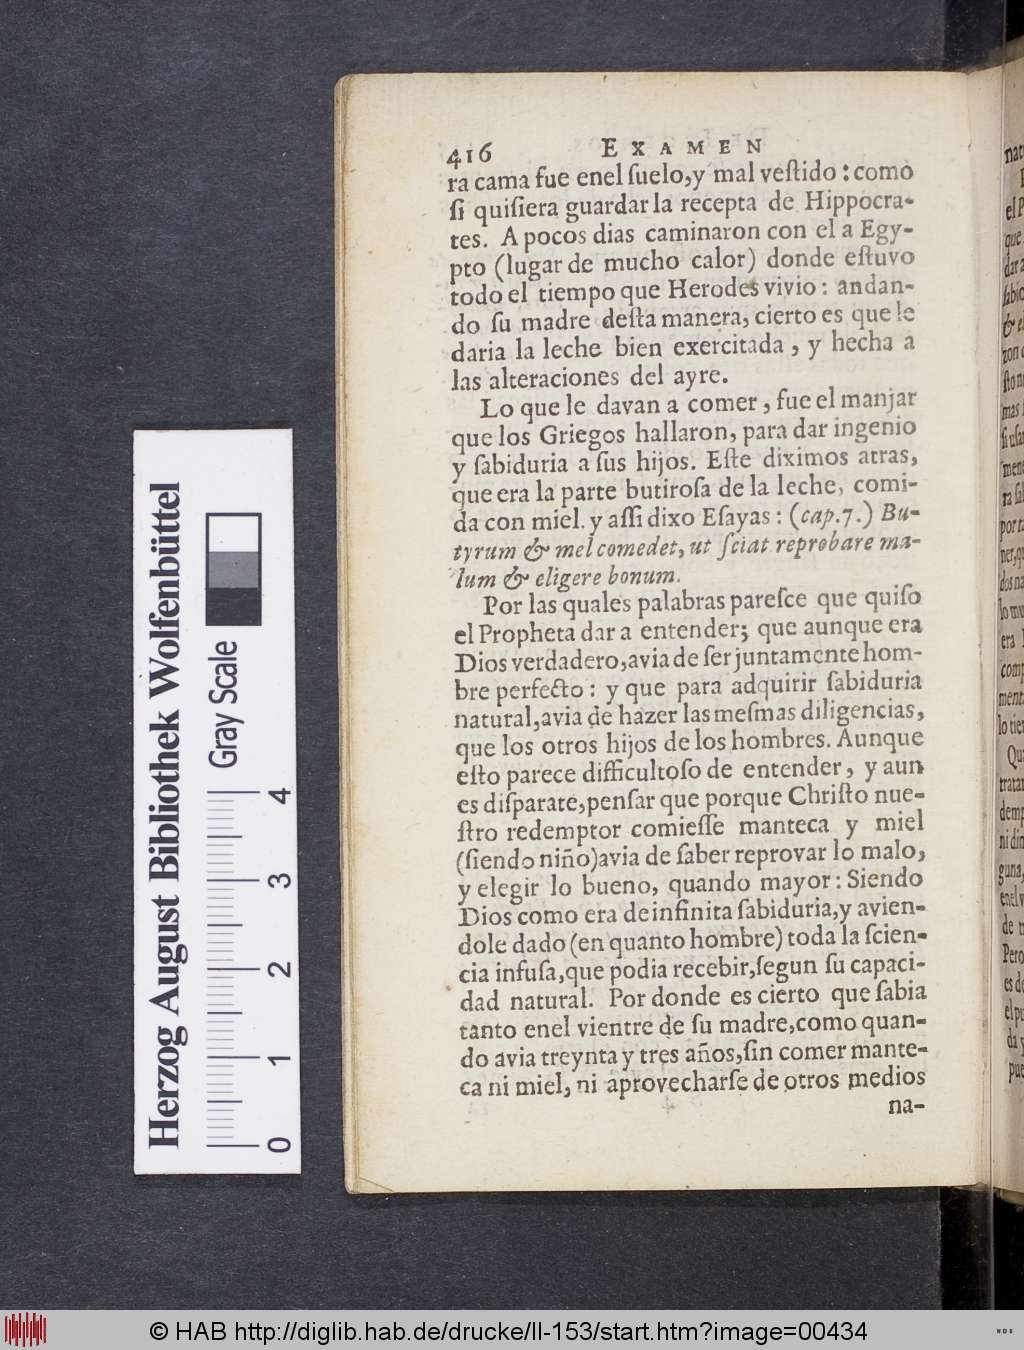 416 EXAMEN
ra cama fue enel ſuelo,y mal veſtido: como
ſi quiſiera guardar la recepta de Hippocra-
tes. A pocos dias caminaron con el a Egy-
pto (lugar de mucho calor) donde eſtuvo
todo el tiempo que Herodes vivio: andan-
do ſu madre deſta manera, cierto es que le
daria la leche bien exercitada, y hecha a
las alteraciones del ayre.
Lo que le davan a comer, fue el manjar
que los Griegos hallaron, para dar ingenio
y ſabiduria a ſus hijos. Eſte diximos atras,
que era la parte butiroſa de la leche, comi-
da con miel. y aſſi dixo Eſayas: (cap.7.) Bu-
tyrum & mel comedet, ut ſciat reprobare ma-
lum & eligere bonum.
Por las quales palabras pareſce que quiſo
el Propheta dar a entender; que aunque era
Dios verdadero,avia de ſer juntamente hom-
bre perfecto: y que para adquirir ſabiduria
natural,avia de hazer las meſmas diligencias,
que los otros hijos de los hombres. Aunque
eſto parece difficultoſo de entender, y aun
es diſparate,penſar que porque Chriſto nue-
ſtro redemptor comieſſe manteca y miel
(ſiendo niño)avia de ſaber reprovar lo malo,
y elegir lo bueno, quando mayor: Siendo
Dios como era de infinita ſabiduria,y avien-
dole dado (en quanto hombre) toda la ſcien-
cia infuſa,que podia recebir,ſegun ſu capaci-
dad natural. Por donde es cierto que ſabia
tanto enel vientre de ſu madre,como quan-
do avia treynta y tres años,ſin comer mante-
ca ni miel, ni aprovecharſe de otros medios
na-
Herzog August Bibliothek Wolfenbüttel
Gray Scale
0 1 2 3 4
© HAB http://diglib.hab.de/drucke/ll-153/start.htm?image=00434